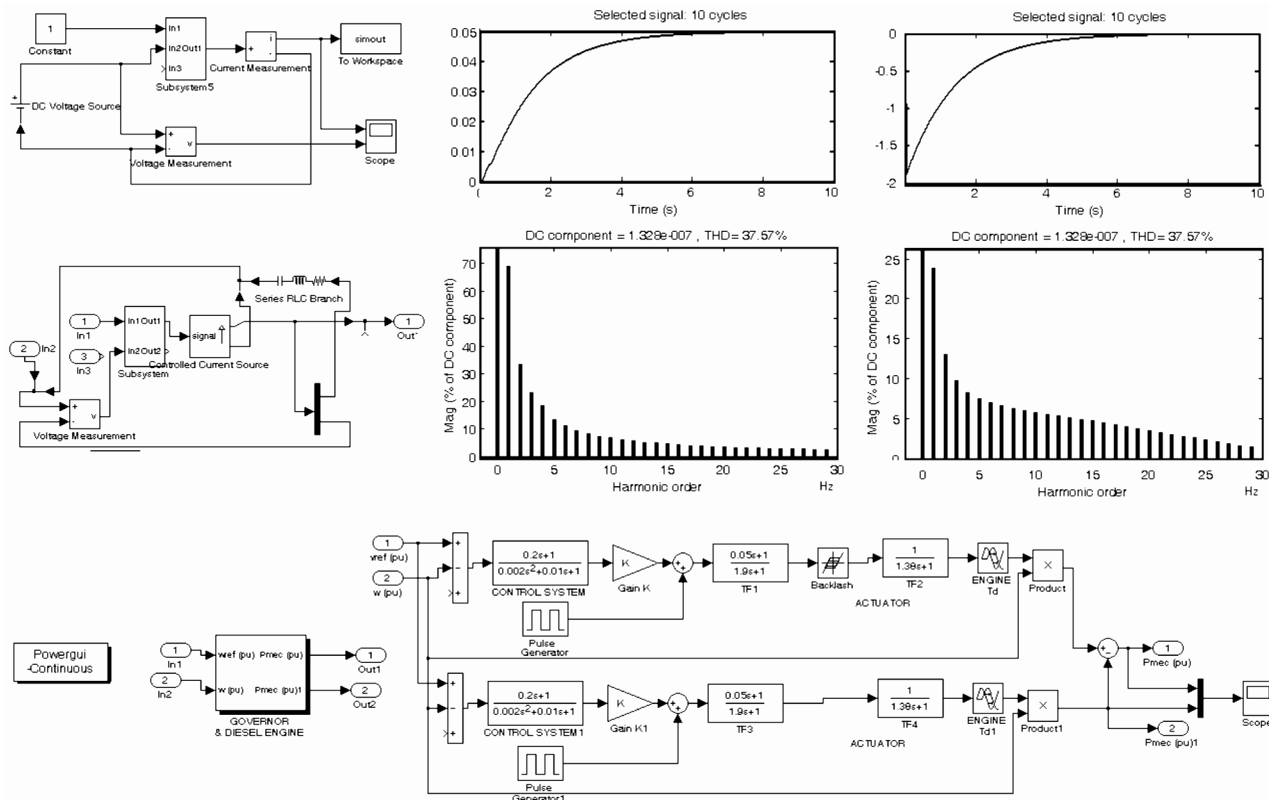 1
Constant
In1
In2Out1
In3
Subsystem5
+
i
-
Current Measurement
simout
To Workspace
+
DC Voltage Source
+
-
v
Voltage Measurement
Scope
Selected signal: 10 cycles
0.05
0.04
0.03
0.02
0.01
0
0 2 4 6 8 10
Time (s)
Selected signal: 10 cycles
0
-0.5
-1
-1.5
-2
0 2 4 6 8 10
Time (s)
Series RLC Branch
1
In1
2
In2
3
In3
In1Out1
In2Out2
Subsystem
signal
Controlled Current Source
1
Out1
+
-
v
Voltage Measurement
DC component = 1.328e-007 , THD= 37.57%
Mag (% of DC component)
70
60
50
40
30
20
10
0
0 5 10 15 20 25 30
Harmonic order
Hz
DC component = 1.328e-007 , THD= 37.57%
Mag (% of DC component)
25
20
15
10
5
0
0 5 10 15 20 25 30
Harmonic order
Hz
Powergui
-Continuous
1
In1
2
In2
wref (pu)
Pmec (pu)
w (pu)
Pmec (pu)1
GOVERNOR
& DIESEL ENGINE
1
Out1
2
Out2
1
wref (pu)
2
w (pu)
+
-
+
0.2s+1
0.002s²+0.01s+1
CONTROL SYSTEM
K
Gain K
++
Pulse
Generator
0.05s+1
1.9s+1
TF1
Backlash
1
1.38s+1
TF2
ACTUATOR
ENGINE
Td
×
Product
+
-
+
0.2s+1
0.002s²+0.01s+1
CONTROL SYSTEM1
K
Gain K1
++
Pulse
Generator1
0.05s+1
1.9s+1
TF3
1
1.38s+1
TF4
ACTUATOR
ENGINE
Td1
×
Product1
+-
1
Pmec (pu)
2
Pmec (pu)1
Scope